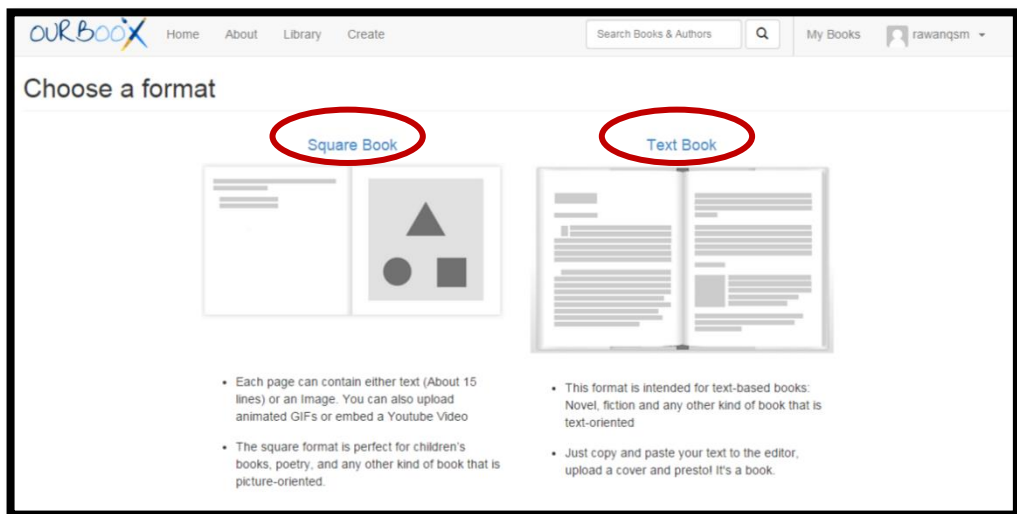 OURBOOX Home About Library Create Search Books & Authors My Books rawanqsm
Choose a format
Square Book
Each page can contain either text (About 15
lines) or an Image. You can also upload
animated GIFs or embed a Youtube Video
The square format is perfect for children's
books, poetry, and any other kind of book that is
picture-oriented.
Text Book
This format is intended for text-based books:
Novel, fiction and any other kind of book that is
text-oriented
Just copy and paste your text to the editor,
upload a cover and presto! It's a book.